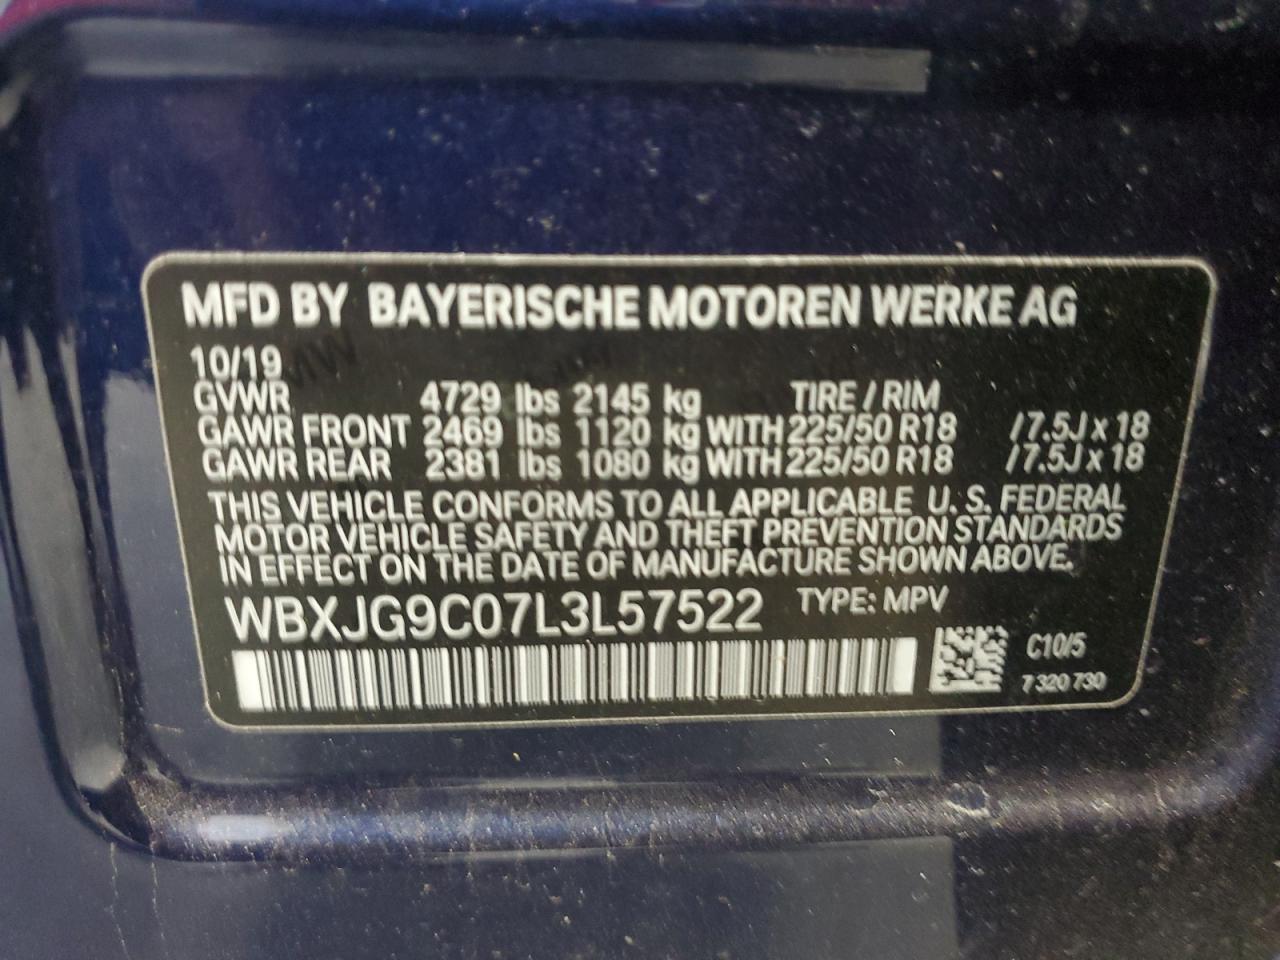 MFD BY BAYERISCHE MOTOREN WERKE AG
10/19
GVWR 4729 lbs 2145 kg TIRE / RIM
GAWR FRONT 2469 lbs 1120 kg WITH 225/50 R18 /7.5J x 18
GAWR REAR 2381 lbs 1080 kg WITH 225/50 R18 /7.5J x 18
THIS VEHICLE CONFORMS TO ALL APPLICABLE U. S. FEDERAL
MOTOR VEHICLE SAFETY AND THEFT PREVENTION STANDARDS
IN EFFECT ON THE DATE OF MANUFACTURE SHOWN ABOVE.
WBXJG9C07L3L57522 TYPE: MPV
C10/5
7 320 730